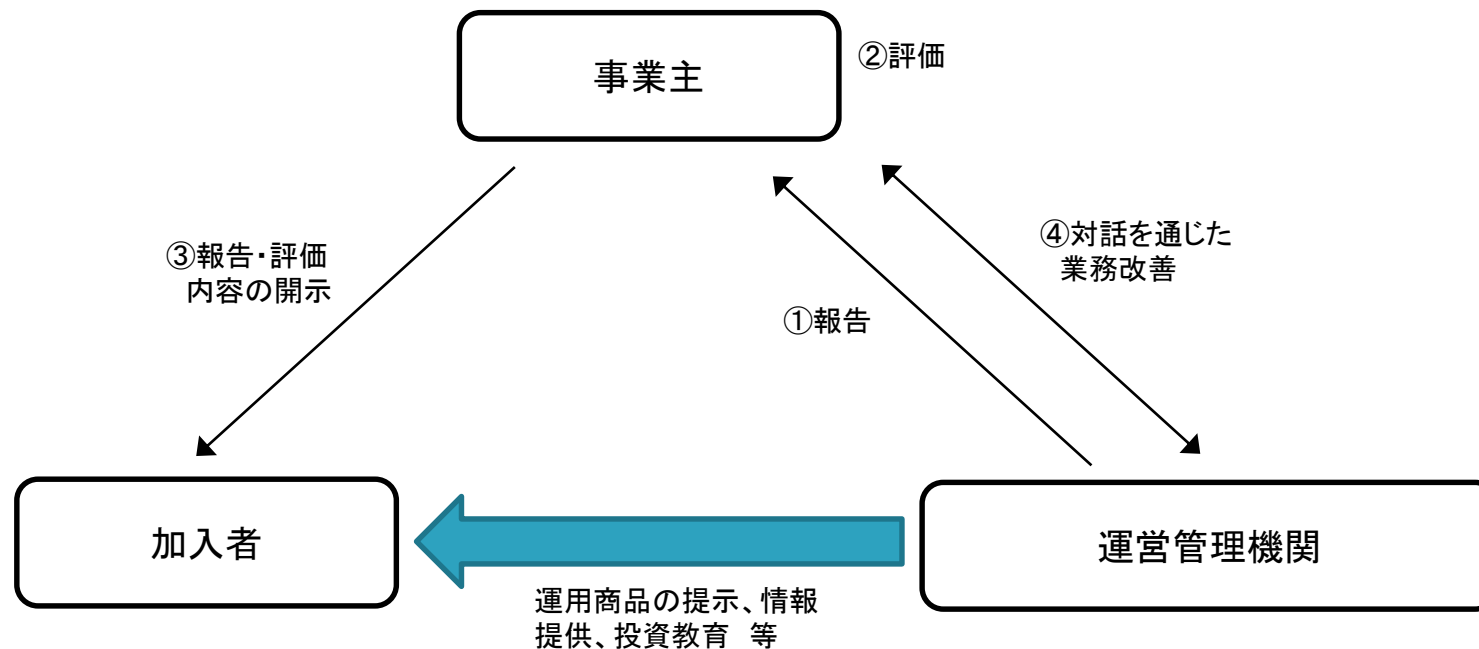 事業主
②評価
③報告・評価
内容の開示
④対話を通じた
業務改善
①報告
加入者
運営管理機関
運用商品の提示、情報
提供、投資教育　等